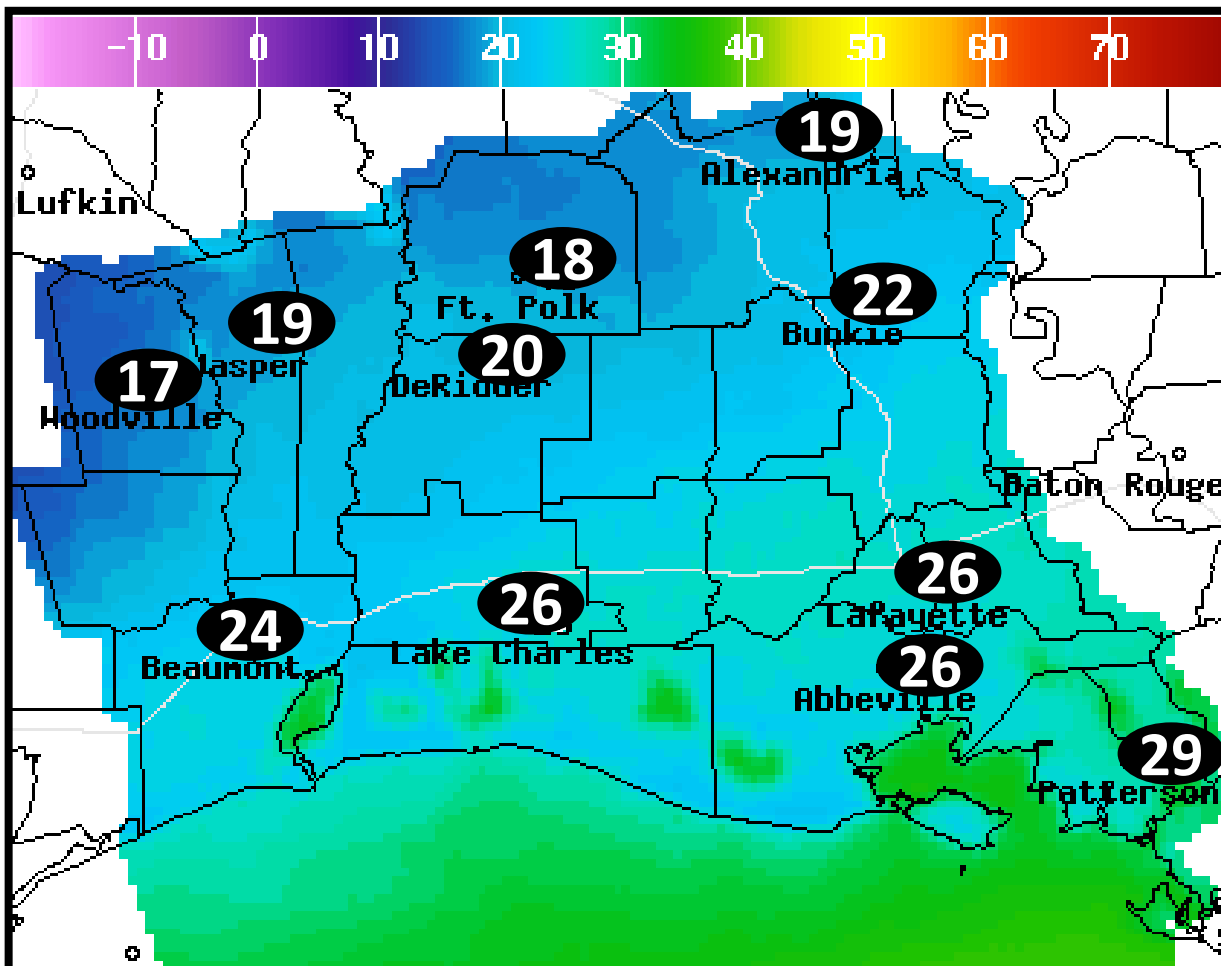 -10 0 10 20 30 40 50 60 70
19
Alexandria
Lufkin
18
Ft. Polk
22
Bunkie
19
Jasper
20
DeRidder
17
Woodville
Baton Rouge
26
Lafayette
26
Lake Charles
24
Beaumont
26
Abbeville
29
Patterson